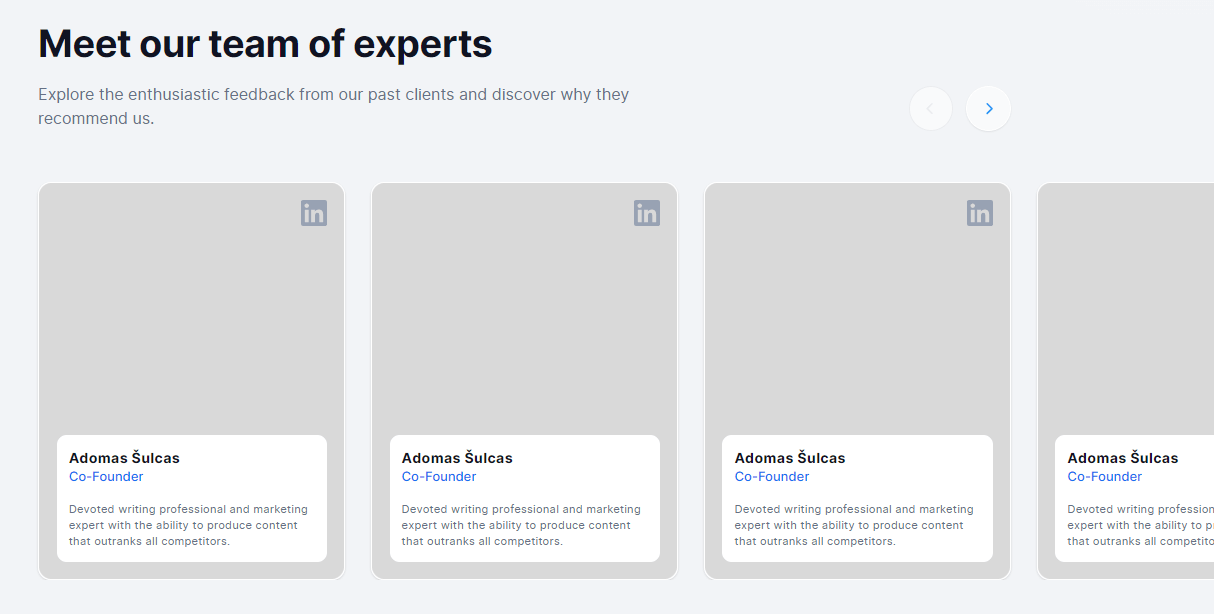 Meet our team of experts
Explore the enthusiastic feedback from our past clients and discover why they
recommend us.
in
in
in
Adomas Šulcas
Co-Founder
Devoted writing professional and marketing
expert with the ability to produce content
that outranks all competitors.
Adomas Šulcas
Co-Founder
Devoted writing professional and marketing
expert with the ability to produce content
that outranks all competitors.
Adomas Šulcas
Co-Founder
Devoted writing professional and marketing
expert with the ability to produce content
that outranks all competitors.
Adomas Šulcas
Co-Founder
Devoted writing
expert with the ability to
that outranks all